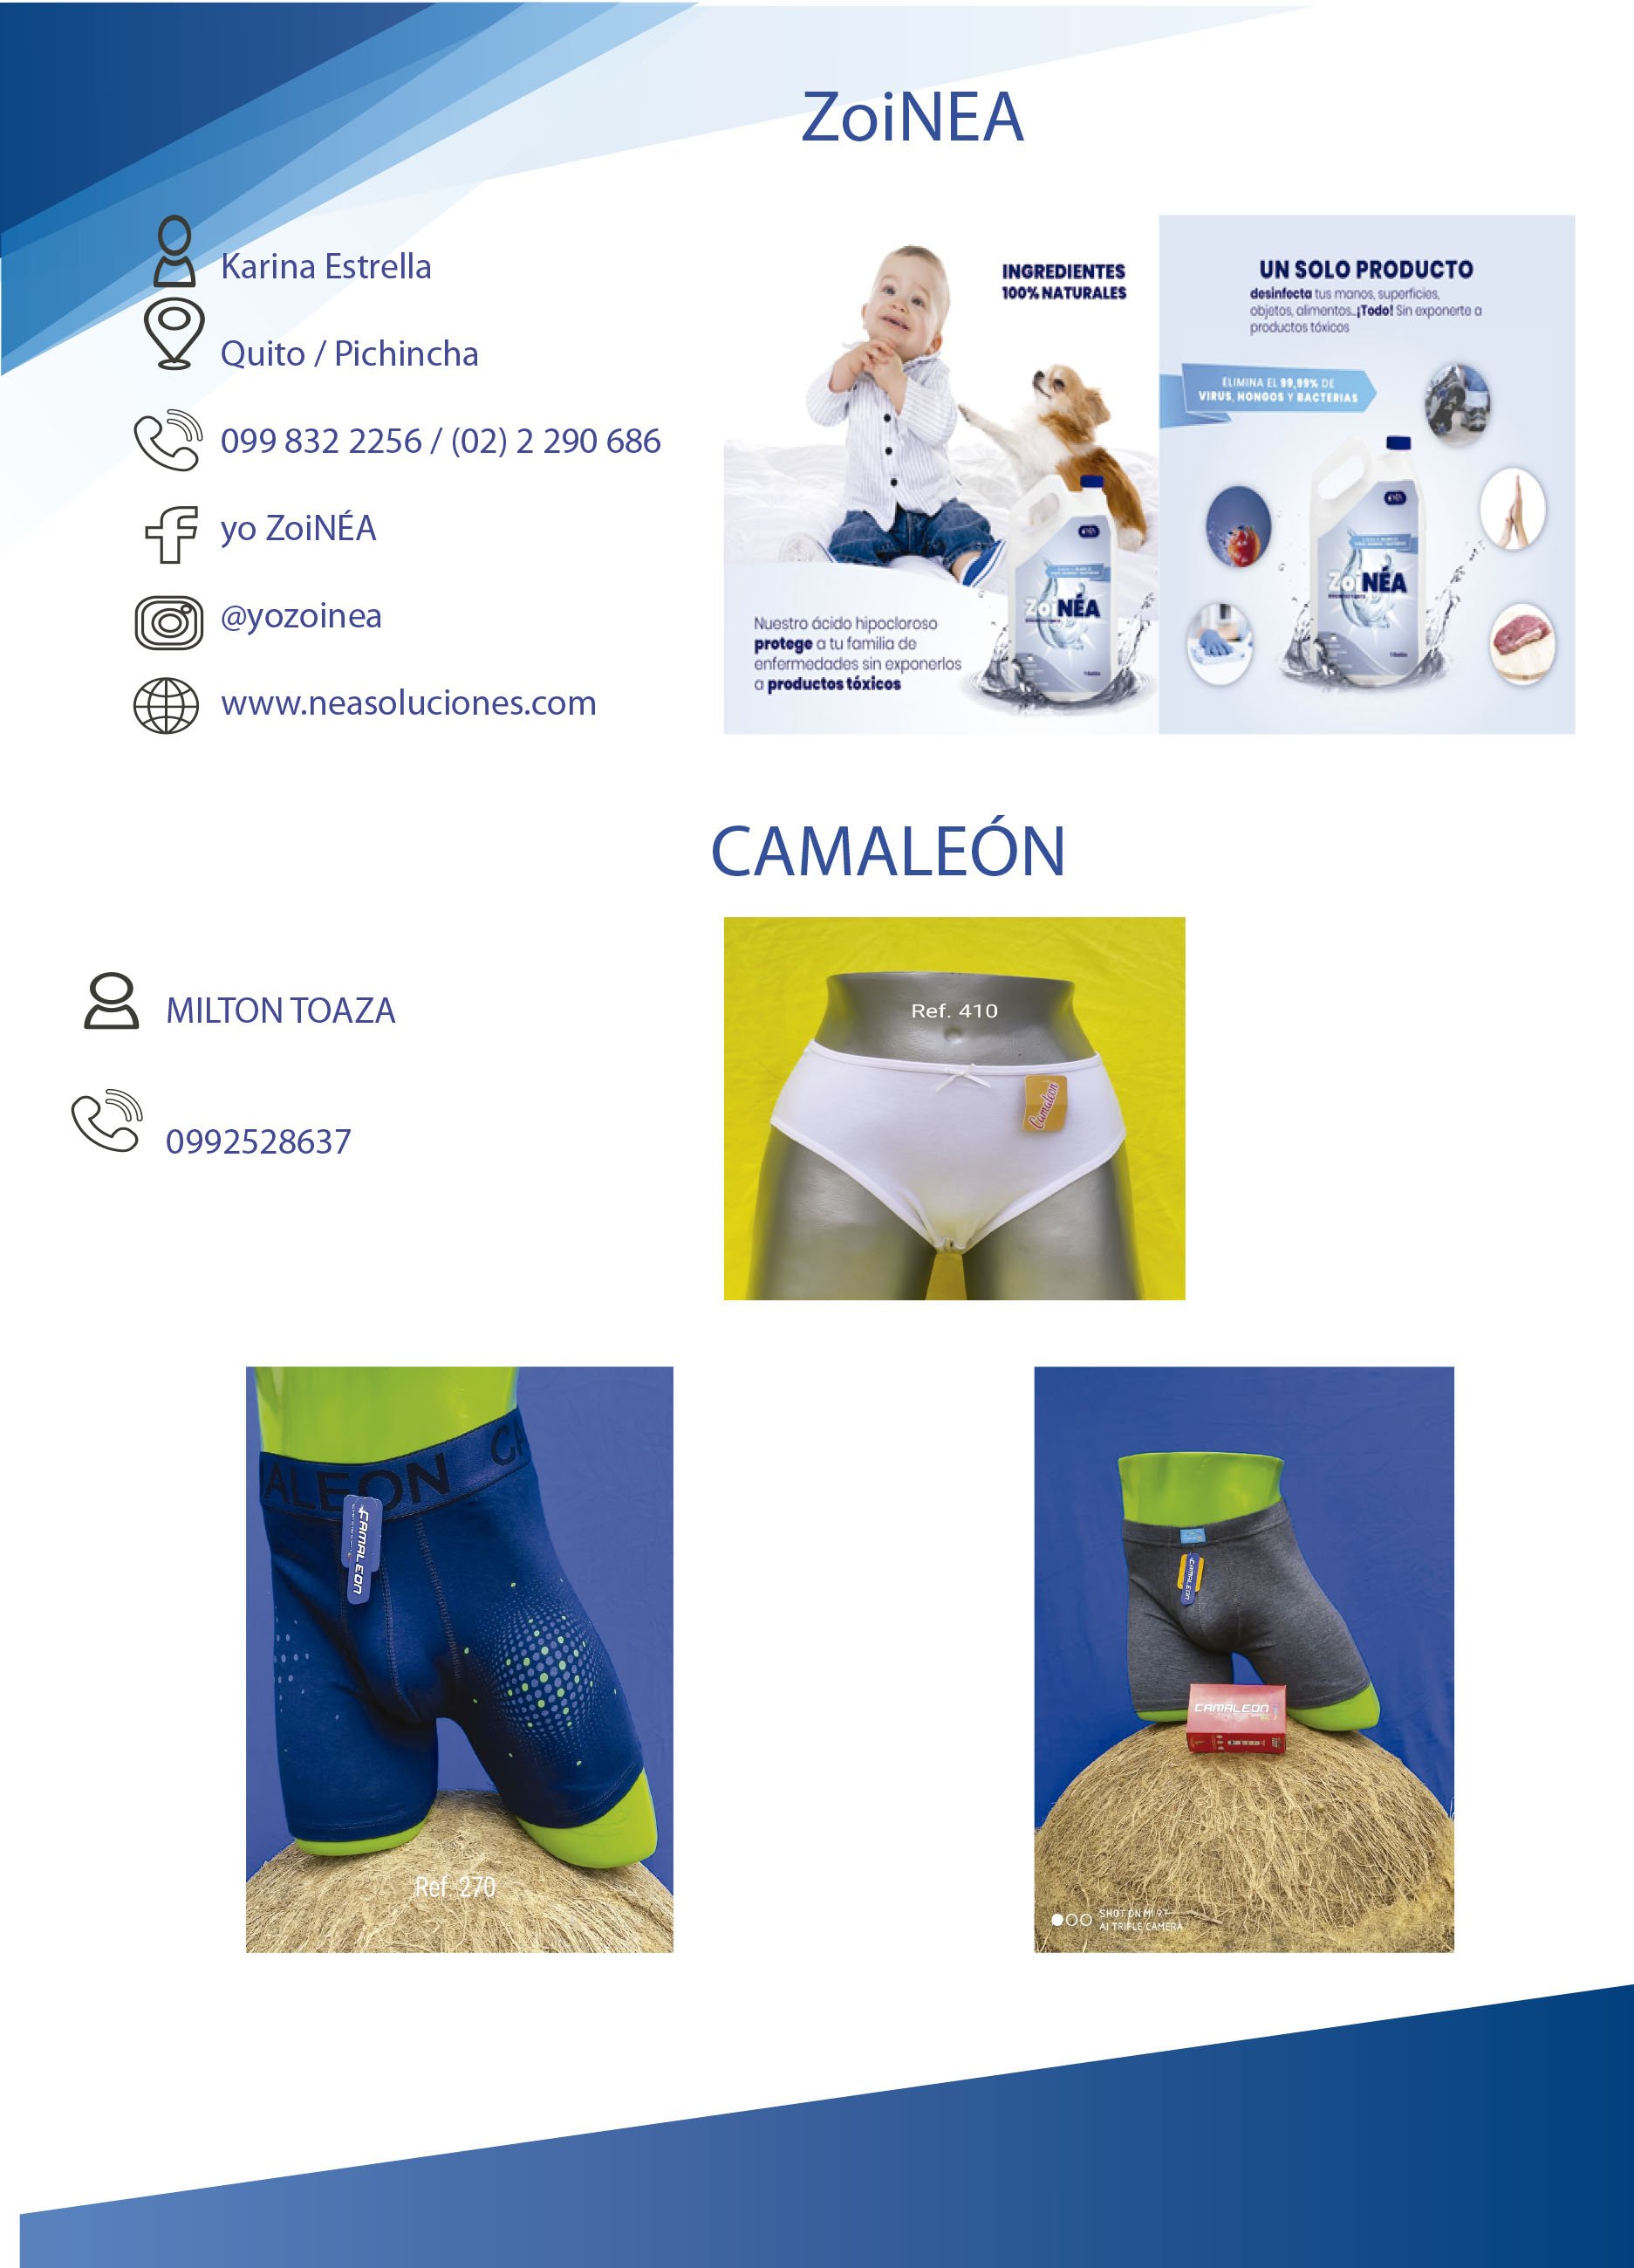 ZoiNEA
Karina Estrella
Quito / Pichincha
099 832 2256 / (02) 2 290 686
yo ZoiNÉA
@yozoinea
www.neasoluciones.com
INGREDIENTES
100% NATURALES
Nuestro ácido hipocloroso
protege a tu familia de
enfermedades sin exponerlos
a productos tóxicos
ZoiNÉA
UN SOLO PRODUCTO
desinfecta tus manos, superficies,
objetos, alimentos...¡Todo! Sin exponerte a
productos tóxicos
ELIMINA EL 99,99% DE
VIRUS, HONGOS Y BACTERIAS
ZoiNÉA
CAMALEÓN
MILTON TOAZA
0992528637
Ref. 410
Camaleon
ALEON CA
CAMALEON
Ref. 270
CAMALEON
CAMALEON
SHOT ON MI 9T
AI TRIPLE CAMERA